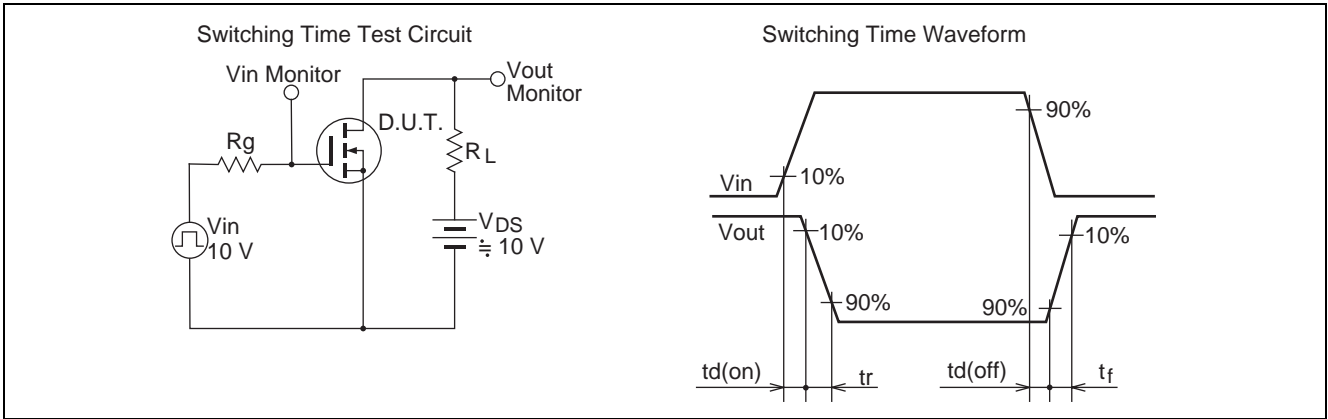 Switching Time Test Circuit
Vin Monitor
Vout
Monitor
D.U.T.
Rg
RL
Vin
10 V
VDS
≒ 10 V
Switching Time Waveform
90%
10%
Vin
Vout
10%
10%
90%
90%
td(on)
tr
td(off)
tf